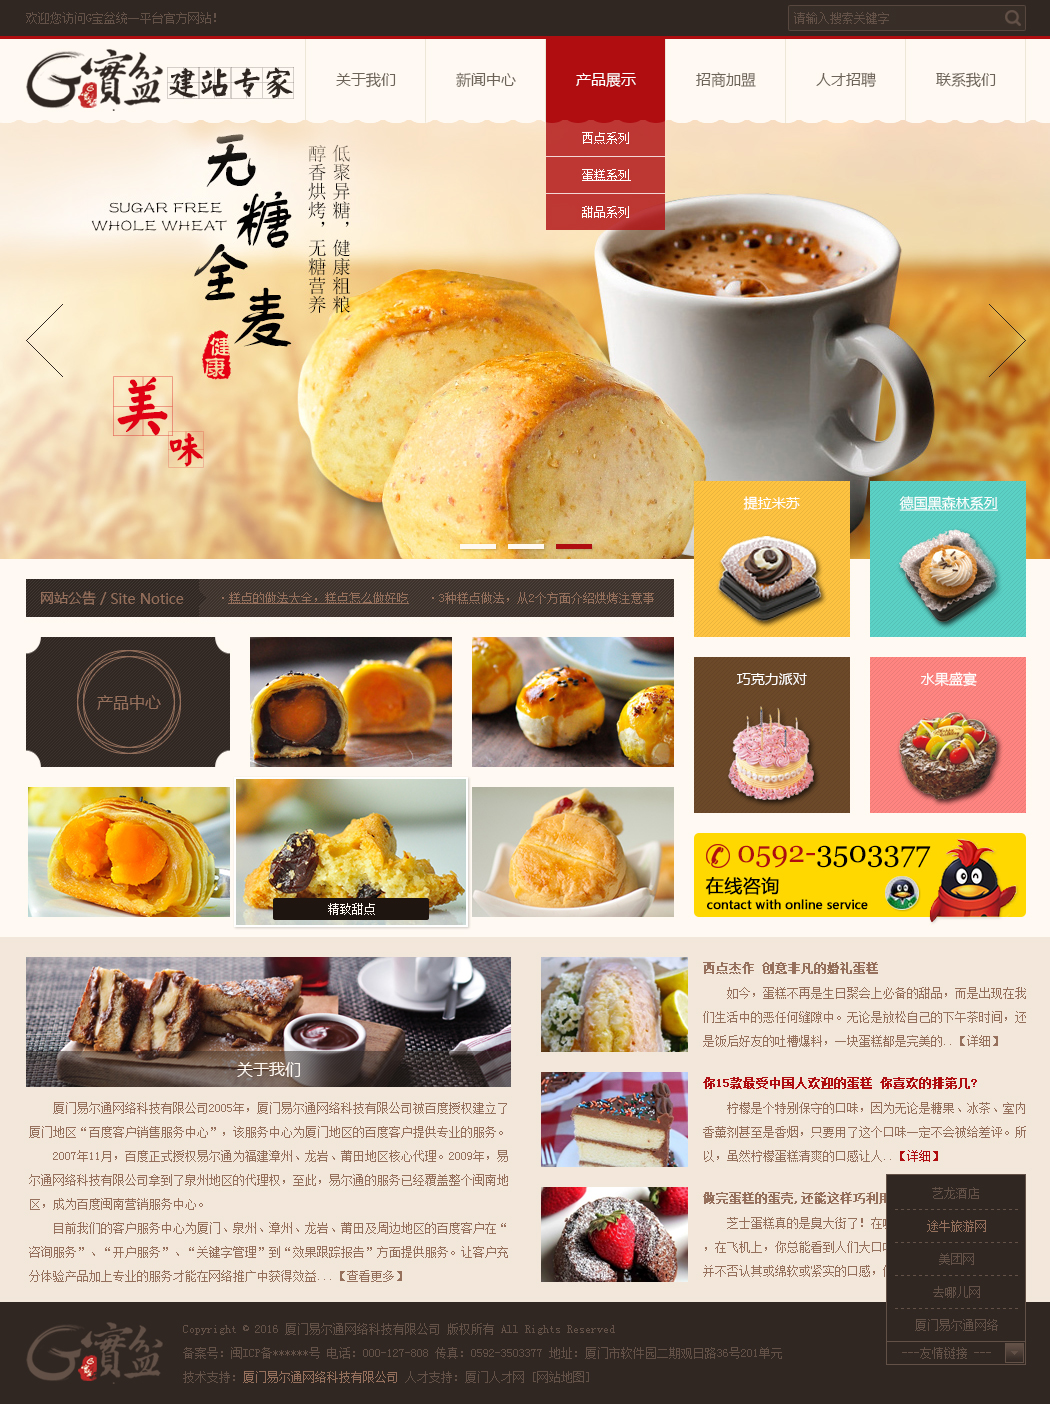 欢迎您访问G宝盆统一平台官方网站!
请输入搜索关键字
G寶盆 建站专家
关于我们
新闻中心
产品展示
招商加盟
人才招聘
联系我们
西点系列
蛋糕系列
甜品系列
无糖全麦
SUGAR FREE
WHOLE WHEAT
低聚异糖，健康粗粮
醇香烘烤，无糖营养
健康
美味
提拉米苏
德国黑森林系列
网站公告 / Site Notice
· 糕点的做法大全，糕点怎么做好吃
· 3种糕点做法，从2个方面介绍烘烤注意事
产品中心
巧克力派对
水果盛宴
精致甜点
0592-3503377
在线咨询
contact with online service
关于我们
厦门易尔通网络科技有限公司2005年，厦门易尔通网络科技有限公司被百度授权建立了
厦门地区“百度客户销售服务中心”，该服务中心为厦门地区的百度客户提供专业的服务。
2007年11月，百度正式授权易尔通为福建漳州、龙岩、莆田地区核心代理。2009年，易
尔通网络科技有限公司拿到了泉州地区的代理权，至此，易尔通的服务已经覆盖整个闽南地
区，成为百度闽南营销服务中心。
目前我们的客户服务中心为厦门、泉州、漳州、龙岩、莆田及周边地区的百度客户在“
咨询服务”、“开户服务”、“关键字管理”到“效果跟踪报告”方面提供服务。让客户充
分体验产品加上专业的服务才能在网络推广中获得效益...【查看更多】
西点杰作 创意非凡的婚礼蛋糕
如今，蛋糕不再是生日聚会上必备的甜品，而是出现在我
们生活中的恶任何缝隙中。无论是放松自己的下午茶时间，还
是饭后好友的吐槽爆料，一块蛋糕都是完美的..【详细】
你15款最受中国人欢迎的蛋糕 你喜欢的排第几?
柠檬是个特别保守的口味，因为无论是糖果、冰茶、室内
香薰剂甚至是香烟，只要用了这个口味一定不会被给差评。所
以，虽然柠檬蛋糕清爽的口感让人..【详细】
做完蛋糕的蛋壳,还能这样巧利用
芝士蛋糕真的是臭大街了！在
，在飞机上，你总能看到人们大口
并不否认其或绵软或紧实的口感，
艺龙酒店
途牛旅游网
美团网
去哪儿网
厦门易尔通网络
---友情链接 ---
G寶盆
Copyright © 2016 厦门易尔通网络科技有限公司 版权所有 All Rights Reserved
备案号: 闽ICP备******号 电话: 000-127-808 传真: 0592-3503377 地址: 厦门市软件园二期观日路36号201单元
技术支持: 厦门易尔通网络科技有限公司 人才支持: 厦门人才网 [网站地图]